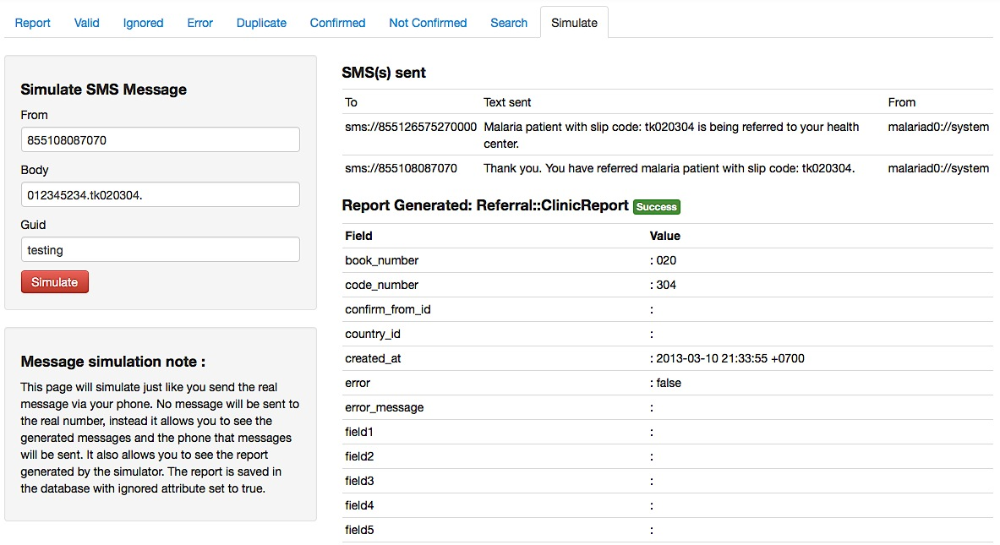 Report Valid Ignored Error Duplicate Confirmed Not Confirmed Search Simulate
Simulate SMS Message
From
855108087070
Body
012345234.tk020304.
Guid
testing
Simulate
Message simulation note :
This page will simulate just like you send the real
message via your phone. No message will be sent to
the real number, instead it allows you to see the
generated messages and the phone that messages
will be sent. It also allows you to see the report
generated by the simulator. The report is saved in
the database with ignored attribute set to true.
SMS(s) sent
To Text sent From
sms://855126575270000 Malaria patient with slip code: tk020304 is being referred to your health malariad0://system
center.
sms://855108087070 Thank you. You have referred malaria patient with slip code: tk020304. malariad0://system
Report Generated: Referral::ClinicReport Success
Field Value
book_number : 020
code_number : 304
confirm_from_id :
country_id :
created_at : 2013-03-10 21:33:55 +0700
error : false
error_message :
field1 :
field2 :
field3 :
field4 :
field5 :